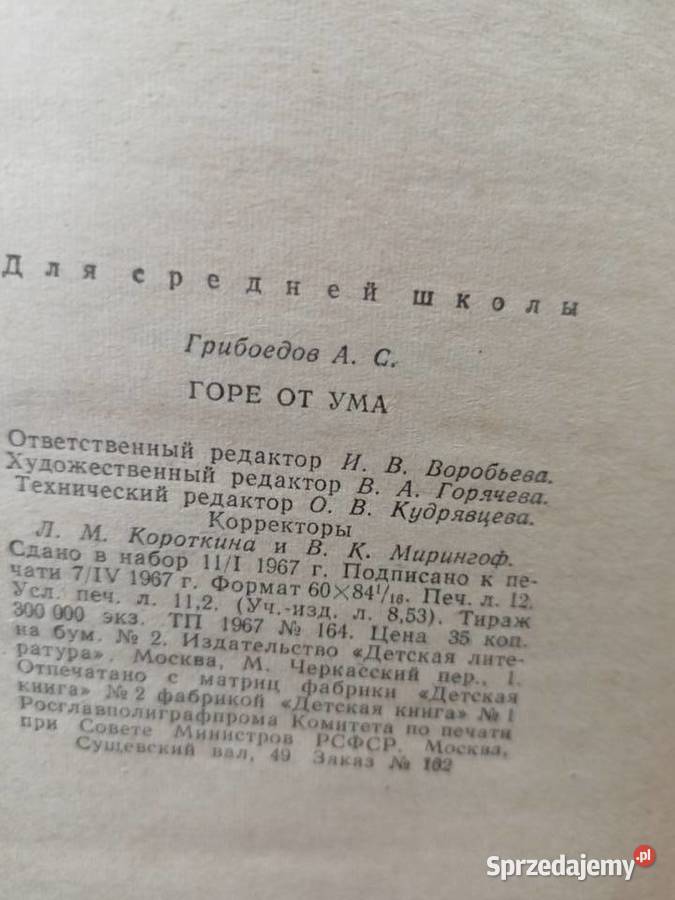 Для средней школы
Грибоедов А. С.
ГОРЕ ОТ УМА
Ответственный редактор И. В. Воробьева.
Художественный редактор В. А. Горячева.
Технический редактор О. В. Кудрявцева.
Корректоры
Л. М. Короткина и В. К. Мирингоф.
Сдано в набор 11/I 1967 г. Подписано к пе-
чати 7/IV 1967 г. Формат 60×84¹/₁₆. Печ. л. 12.
Усл. печ. л. 11,2. (Уч.-изд. л. 8,53). Тираж
300 000 экз. ТП 1967 № 164. Цена 35 коп.
на бум. № 2. Издательство «Детская лите-
ратура». Москва, М. Черкасский пер., 1.
Отпечатано с матриц фабрики «Детская
книга» № 2 фабрикой «Детская книга» № 1
Росглавполиграфпрома Комитета по печати
при Совете Министров РСФСР. Москва,
Сущевский вал, 49 Заказ № 162
Sprzedajemy.pl